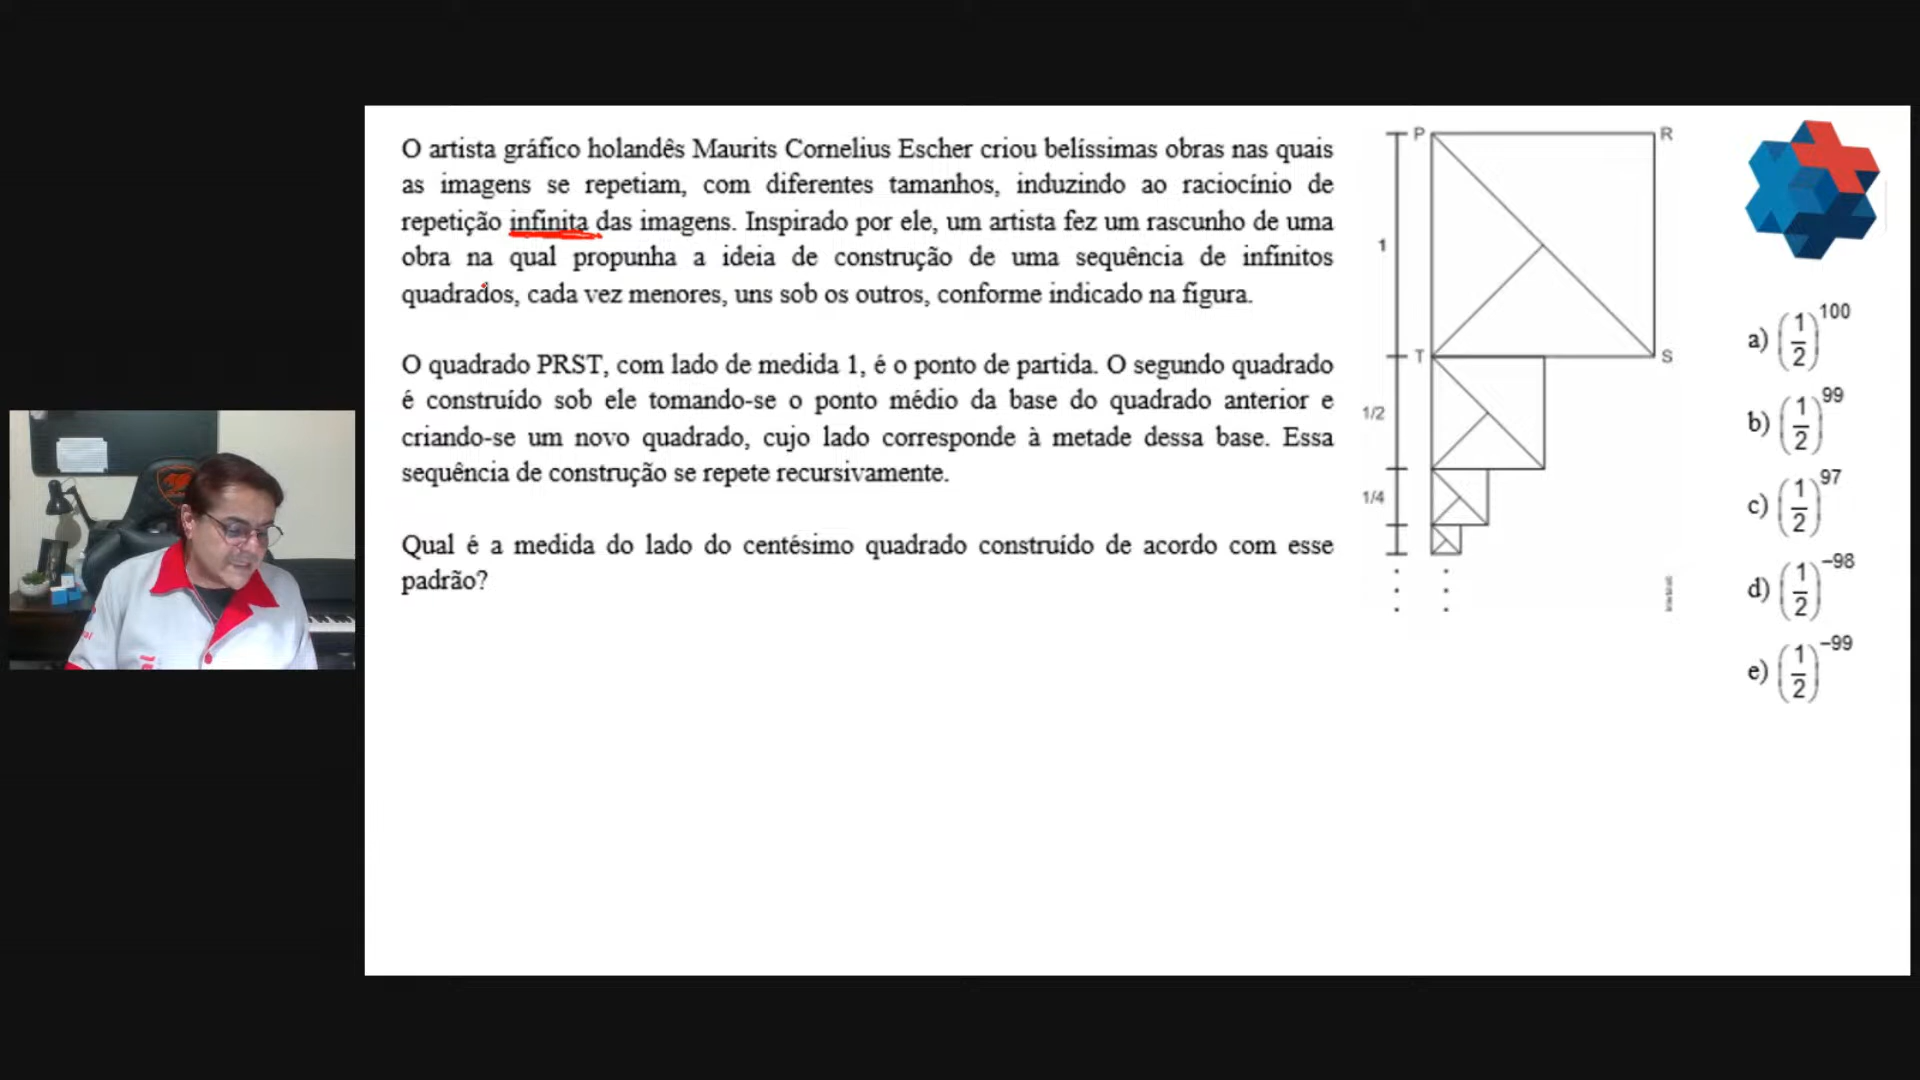 O artista gráfico holandês Maurits Cornelius Escher criou belíssimas obras nas quais
as imagens se repetiam, com diferentes tamanhos, induzindo ao raciocínio de
repetição infinita das imagens. Inspirado por ele, um artista fez um rascunho de uma
obra na qual propunha a ideia de construção de uma sequência de infinitos
quadrados, cada vez menores, uns sob os outros, conforme indicado na figura.
O quadrado PRST, com lado de medida 1, é o ponto de partida. O segundo quadrado
é construído sob ele tomando-se o ponto médio da base do quadrado anterior e
criando-se um novo quadrado, cujo lado corresponde à metade dessa base. Essa
sequência de construção se repete recursivamente.
Qual é a medida do lado do centésimo quadrado construído de acordo com esse
padrão?
P R
1
T S
1/2
1/4
a) (1/2)^100
b) (1/2)^99
c) (1/2)^97
d) (1/2)^−98
e) (1/2)^−99